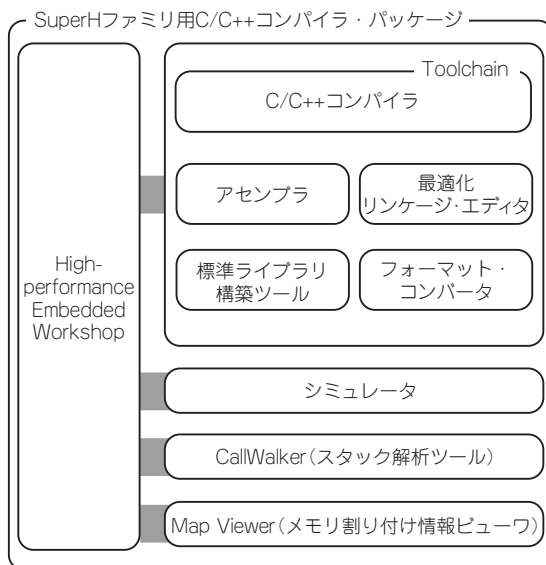 SuperHファミリ用C/C++コンパイラ・パッケージ
High-
performance
Embedded
Workshop
Toolchain
C/C++コンパイラ
アセンブラ
最適化
リンケージ・エディタ
標準ライブラリ
構築ツール
フォーマット・
コンバータ
シミュレータ
CallWalker(スタック解析ツール)
Map Viewer(メモリ割り付け情報ビューワ)